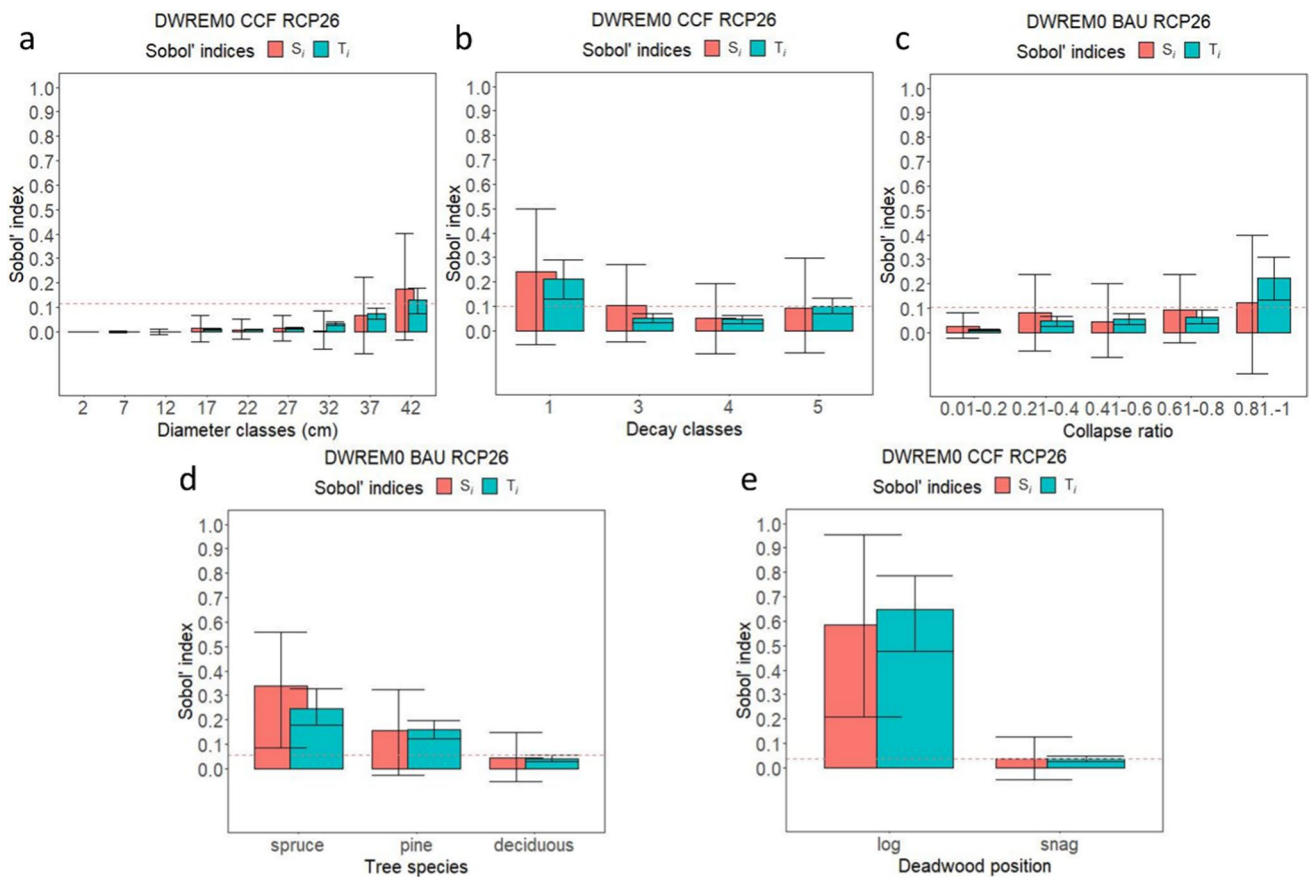 a
DWREM0 CCF RCP26
Sobol' indices Si Ti
1.0
0.9
0.8
0.7
0.6
0.5
0.4
0.3
0.2
0.1
0.0
Sobol' index
2 7 12 17 22 27 32 37 42
Diameter classes (cm)
b
DWREM0 CCF RCP26
Sobol' indices Si Ti
1.0
0.9
0.8
0.7
0.6
0.5
0.4
0.3
0.2
0.1
0.0
Sobol' index
1 3 4 5
Decay classes
c
DWREM0 BAU RCP26
Sobol' indices Si Ti
1.0
0.9
0.8
0.7
0.6
0.5
0.4
0.3
0.2
0.1
0.0
Sobol' index
0.01-0.2 0.21-0.4 0.41-0.6 0.61-0.8 0.81.-1
Collapse ratio
d
DWREM0 BAU RCP26
Sobol' indices Si Ti
1.0
0.9
0.8
0.7
0.6
0.5
0.4
0.3
0.2
0.1
0.0
Sobol' index
spruce pine deciduous
Tree species
e
DWREM0 CCF RCP26
Sobol' indices Si Ti
1.0
0.9
0.8
0.7
0.6
0.5
0.4
0.3
0.2
0.1
0.0
Sobol' index
log snag
Deadwood position